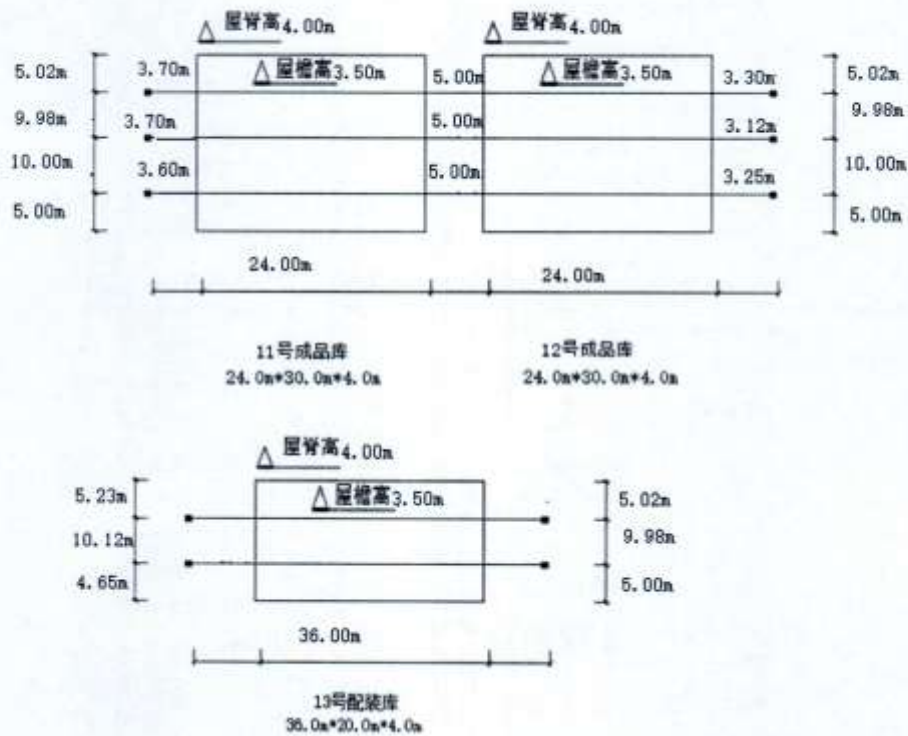 屋脊高4.00m 屋脊高4.00m
5.02m 3.70m 屋檐高3.50m 5.00m 屋檐高3.50m 3.30m 5.02m
9.98m 3.70m 5.00m 3.12m 9.98m
10.00m 3.60m 5.00m 3.25m 10.00m
5.00m 5.00m
24.00m 24.00m
11号成品库 12号成品库
24.0m*30.0m*4.0m 24.0m*30.0m*4.0m
屋脊高4.00m
5.23m 屋檐高3.50m 5.02m
10.12m 9.98m
4.65m 5.00m
36.00m
13号配装库
36.0m*20.0m*4.0m